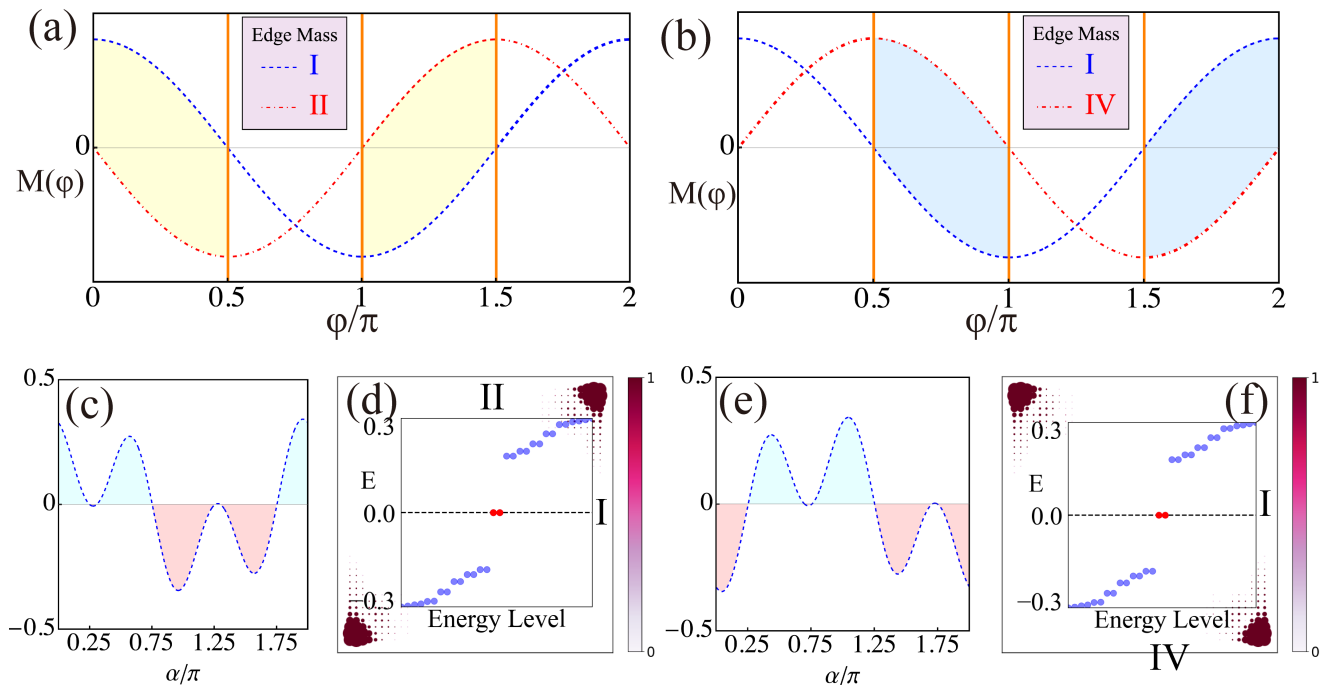 (a)
Edge Mass
I
II
0
M(φ)
0
0.5
1
1.5
2
φ/π
(b)
Edge Mass
I
IV
0
M(φ)
0
0.5
1
1.5
2
φ/π
(c)
0.5
0
−0.5
0.25
0.75
1.25
1.75
α/π
(d)
II
I
0.3
E
0.0
−0.3
Energy Level
1
0
(e)
0.5
0
−0.5
0.25
0.75
1.25
1.75
α/π
(f)
0.3
E
0.0
I
−0.3
Energy Level
IV
1
0